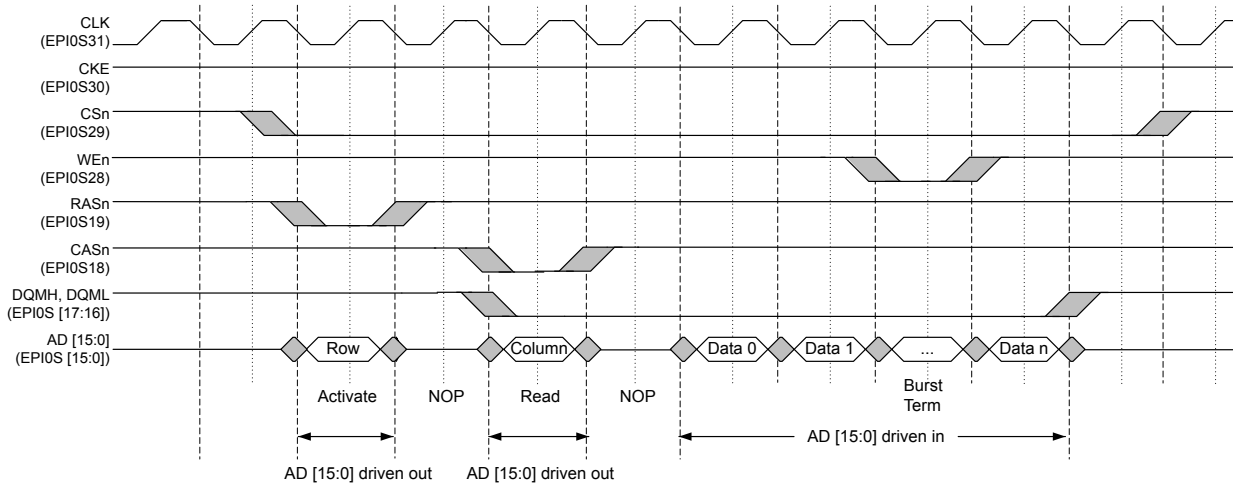 CLK
(EPI0S31)
CKE
(EPI0S30)
CSn
(EPI0S29)
WEn
(EPI0S28)
RASn
(EPI0S19)
CASn
(EPI0S18)
DQMH, DQML
(EPI0S [17:16])
AD [15:0]
(EPI0S [15:0])
Row Column Data 0 Data 1 ... Data n
Activate NOP Read NOP Burst
Term
AD [15:0] driven in
AD [15:0] driven out AD [15:0] driven out